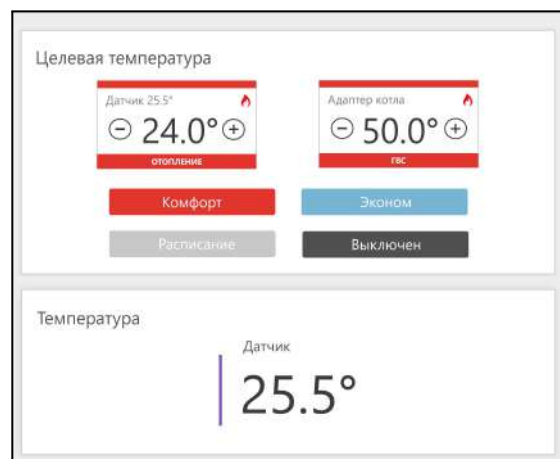 Целевая температура
Датчик 25.5°
Адаптер котла
24.0°
50.0°
ОТОПЛЕНИЕ
ГВС
Комфорт
Эконом
Расписание
Выключен
Температура
Датчик
25.5°